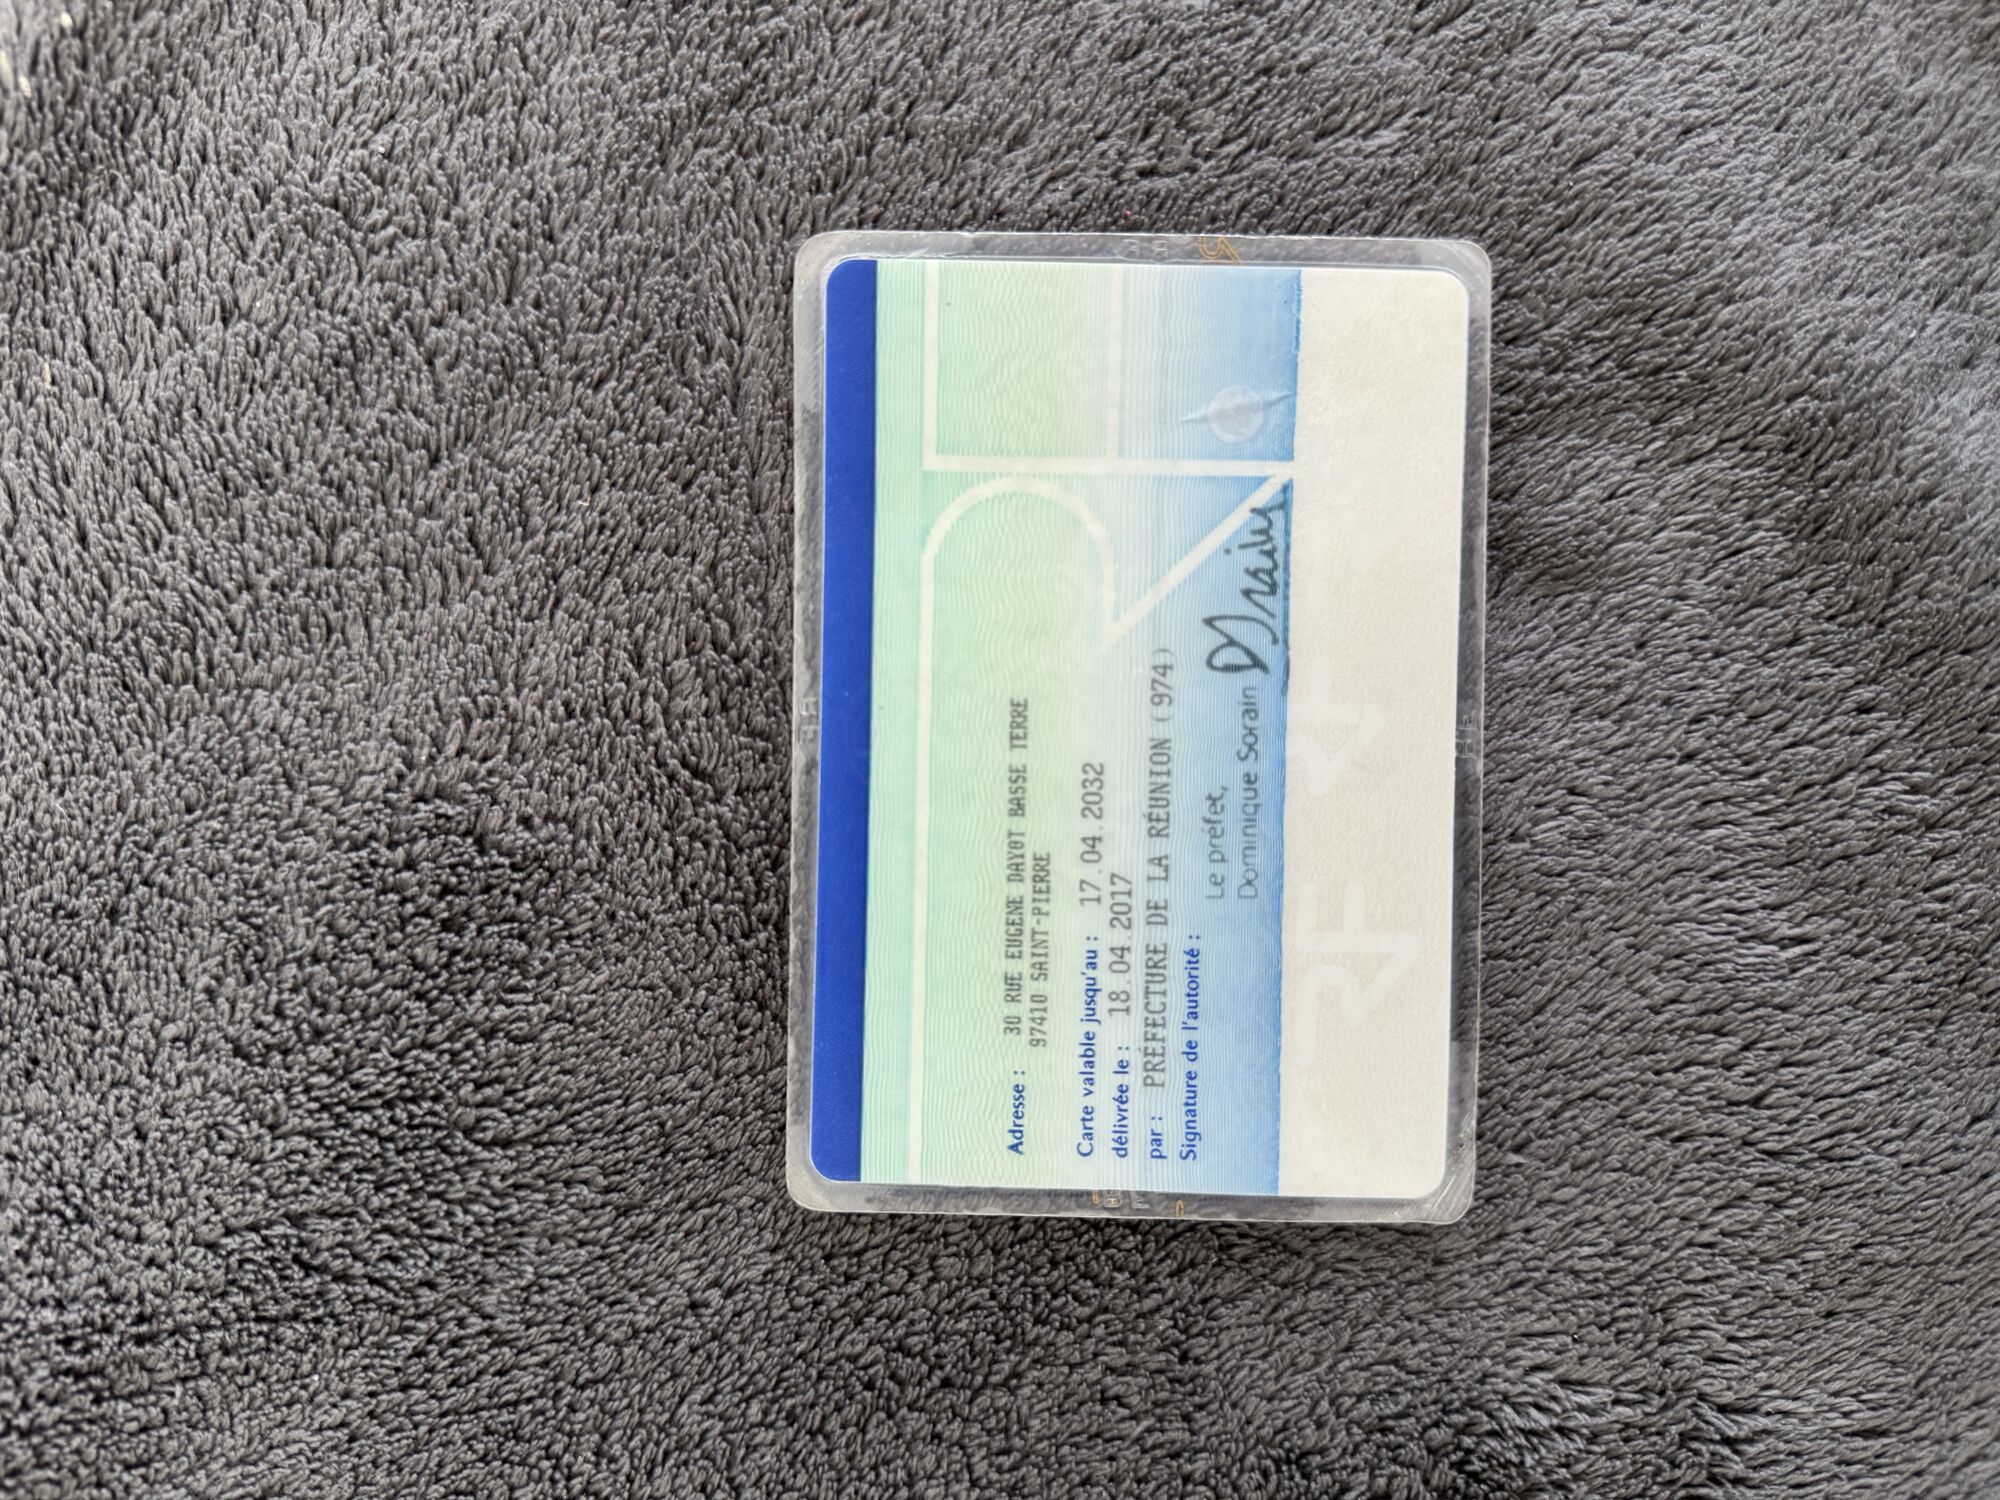 Adresse : 30 RUE EUGENE DAYOT BASSE TERRE
97410 SAINT-PIERRE
Carte valable jusqu'au : 17.04.2032
délivrée le : 18.04.2017
par : PRÉFECTURE DE LA RÉUNION (974)
Signature de l'autorité :
Le préfet,
Dominique Sorain
RF